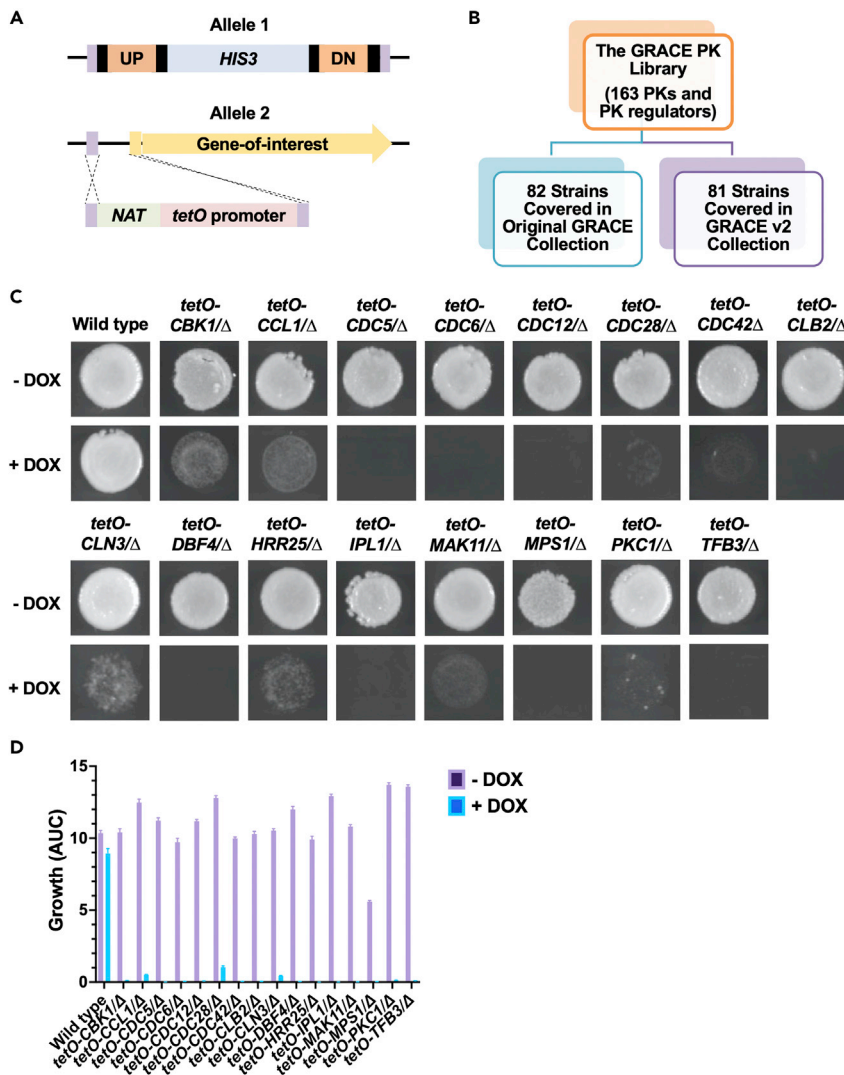 A
Allele 1
UP
HIS3
DN
Allele 2
Gene-of-interest
NAT
tetO promoter
B
The GRACE PK
Library
(163 PKs and
PK regulators)
82 Strains
Covered in
Original GRACE
Collection
81 Strains
Covered in
GRACE v2
Collection
C
Wild type
tetO-
CBK1/Δ
tetO-
CCL1/Δ
tetO-
CDC5/Δ
tetO-
CDC6/Δ
tetO-
CDC12/Δ
tetO-
CDC28/Δ
tetO-
CDC42Δ
tetO-
CLB2/Δ
- DOX
+ DOX
tetO-
CLN3/Δ
tetO-
DBF4/Δ
tetO-
HRR25/Δ
tetO-
IPL1/Δ
tetO-
MAK11/Δ
tetO-
MPS1/Δ
tetO-
PKC1/Δ
tetO-
TFB3/Δ
- DOX
+ DOX
D
Growth (AUC)
15
10
5
0
Wild type
tetO-CBK1/Δ
tetO-CCL1/Δ
tetO-CDC5/Δ
tetO-CDC6/Δ
tetO-CDC12/Δ
tetO-CDC28/Δ
tetO-CDC42/Δ
tetO-CLB2/Δ
tetO-CLN3/Δ
tetO-DBF4/Δ
tetO-HRR25/Δ
tetO-IPL1/Δ
tetO-MAK11/Δ
tetO-MPS1/Δ
tetO-PKC1/Δ
tetO-TFB3/Δ
- DOX
+ DOX